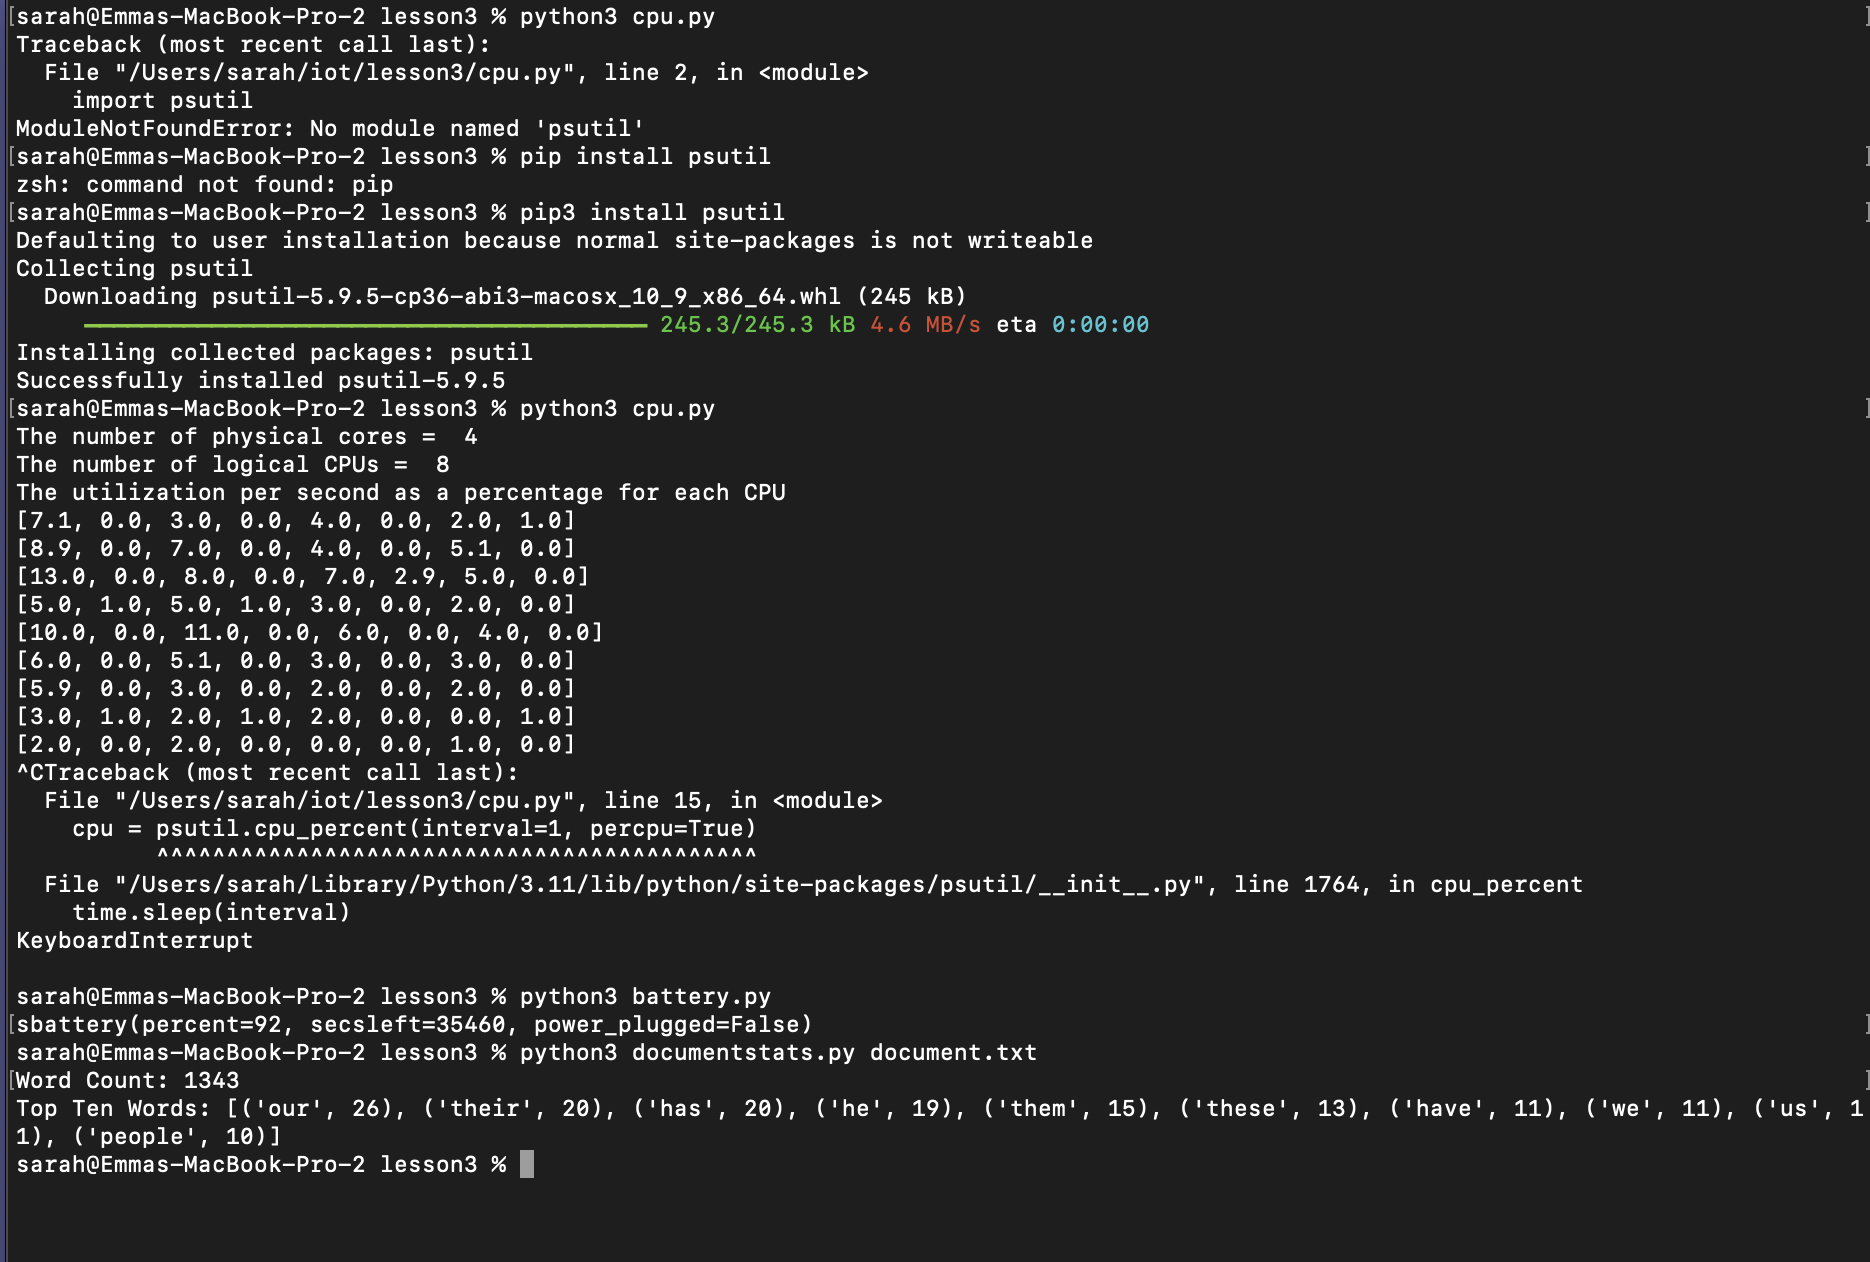 [sarah@Emmas-MacBook-Pro-2 lesson3 % python3 cpu.py ]
Traceback (most recent call last):
  File "/Users/sarah/iot/lesson3/cpu.py", line 2, in <module>
    import psutil
ModuleNotFoundError: No module named 'psutil'
[sarah@Emmas-MacBook-Pro-2 lesson3 % pip install psutil ]
zsh: command not found: pip
[sarah@Emmas-MacBook-Pro-2 lesson3 % pip3 install psutil ]
Defaulting to user installation because normal site-packages is not writeable
Collecting psutil
  Downloading psutil-5.9.5-cp36-abi3-macosx_10_9_x86_64.whl (245 kB)
     ━━━━━━━━━━━━━━━━━━━━━━━━━━━━━━━━━━━━━━━━ 245.3/245.3 kB 4.6 MB/s eta 0:00:00
Installing collected packages: psutil
Successfully installed psutil-5.9.5
[sarah@Emmas-MacBook-Pro-2 lesson3 % python3 cpu.py ]
The number of physical cores =  4
The number of logical CPUs =  8
The utilization per second as a percentage for each CPU
[7.1, 0.0, 3.0, 0.0, 4.0, 0.0, 2.0, 1.0]
[8.9, 0.0, 7.0, 0.0, 4.0, 0.0, 5.1, 0.0]
[13.0, 0.0, 8.0, 0.0, 7.0, 2.9, 5.0, 0.0]
[5.0, 1.0, 5.0, 1.0, 3.0, 0.0, 2.0, 0.0]
[10.0, 0.0, 11.0, 0.0, 6.0, 0.0, 4.0, 0.0]
[6.0, 0.0, 5.1, 0.0, 3.0, 0.0, 3.0, 0.0]
[5.9, 0.0, 3.0, 0.0, 2.0, 0.0, 2.0, 0.0]
[3.0, 1.0, 2.0, 1.0, 2.0, 0.0, 0.0, 1.0]
[2.0, 0.0, 2.0, 0.0, 0.0, 0.0, 1.0, 0.0]
^CTraceback (most recent call last):
  File "/Users/sarah/iot/lesson3/cpu.py", line 15, in <module>
    cpu = psutil.cpu_percent(interval=1, percpu=True)
          ^^^^^^^^^^^^^^^^^^^^^^^^^^^^^^^^^^^^^^^^^^^
  File "/Users/sarah/Library/Python/3.11/lib/python/site-packages/psutil/__init__.py", line 1764, in cpu_percent
    time.sleep(interval)
KeyboardInterrupt

sarah@Emmas-MacBook-Pro-2 lesson3 % python3 battery.py
[sbattery(percent=92, secsleft=35460, power_plugged=False) ]
sarah@Emmas-MacBook-Pro-2 lesson3 % python3 documentstats.py document.txt
[Word Count: 1343 ]
Top Ten Words: [('our', 26), ('their', 20), ('has', 20), ('he', 19), ('them', 15), ('these', 13), ('have', 11), ('we', 11), ('us', 1
1), ('people', 10)]
sarah@Emmas-MacBook-Pro-2 lesson3 %